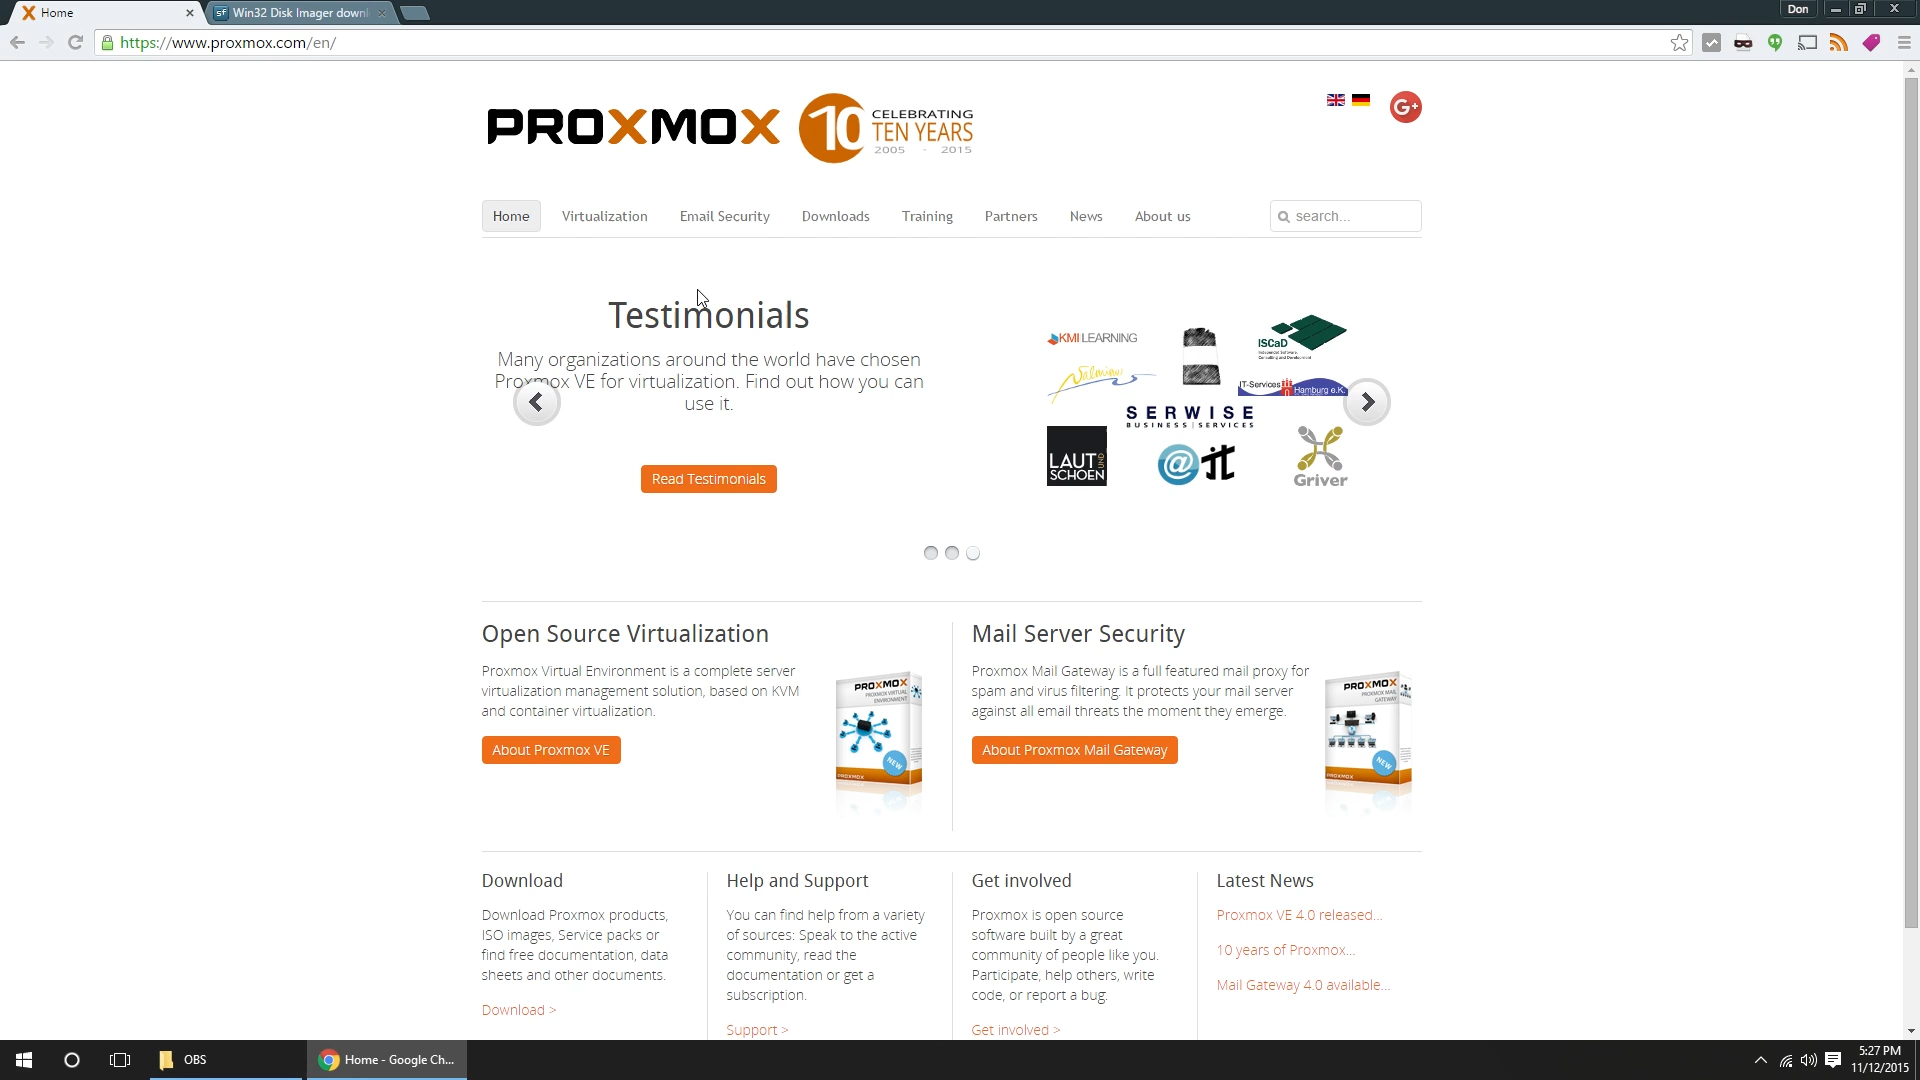 Home
Win32 Disk Imager downl
Don
https://www.proxmox.com/en/
PROXMOX
10
CELEBRATING
TEN YEARS
2005 - 2015
G+
Home
Virtualization
Email Security
Downloads
Training
Partners
News
About us
search...
Testimonials
Many organizations around the world have chosen
Proxmox VE for virtualization. Find out how you can
use it.
Read Testimonials
KMI LEARNING
ISCaD
IT-Services Hamburg e.K.
SERWISE
BUSINESS | SERVICES
LAUT UND
SCHOEN
@
Griver
Open Source Virtualization
Proxmox Virtual Environment is a complete server
virtualization management solution, based on KVM
and container virtualization.
About Proxmox VE
PROXMOX
PROXMOX VIRTUAL
ENVIRONMENT
NEW
PROXMOX
Mail Server Security
Proxmox Mail Gateway is a full featured mail proxy for
spam and virus filtering. It protects your mail server
against all email threats the moment they emerge.
About Proxmox Mail Gateway
PROXMOX
PROXMOX MAIL
GATEWAY
NEW
PROXMOX
Download
Download Proxmox products,
ISO images, Service packs or
find free documentation, data
sheets and other documents.
Download >
Help and Support
You can find help from a variety
of sources: Speak to the active
community, read the
documentation or get a
subscription.
Support >
Get involved
Proxmox is open source
software built by a great
community of people like you.
Participate, help others, write
code, or report a bug.
Get involved >
Latest News
Proxmox VE 4.0 released...
10 years of Proxmox...
Mail Gateway 4.0 available...
OBS
Home - Google Ch...
5:27 PM
11/12/2015